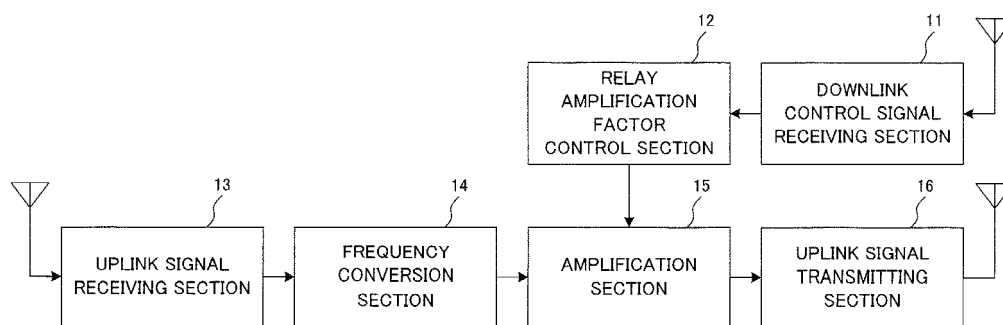 12
RELAY
AMPLIFICATION
FACTOR
CONTROL SECTION
11
DOWNLINK
CONTROL SIGNAL
RECEIVING SECTION
13
UPLINK SIGNAL
RECEIVING SECTION
14
FREQUENCY
CONVERSION
SECTION
15
AMPLIFICATION
SECTION
16
UPLINK SIGNAL
TRANSMITTING
SECTION